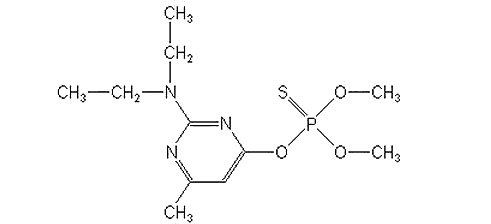 CH3
CH2
CH3 CH2 N S O CH3
N P
N O O CH3
CH3